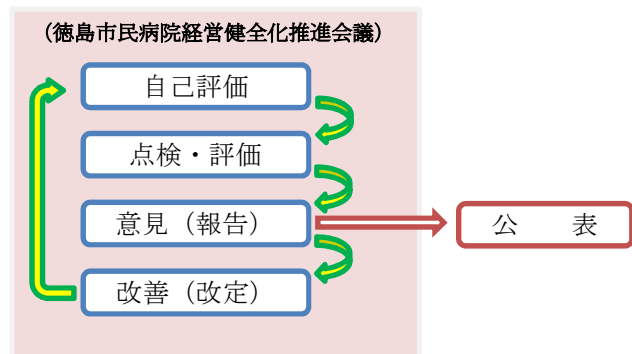 (徳島市民病院経営健全化推進会議)
自己評価
点検・評価
意見（報告）
公　　表
改善（改定）